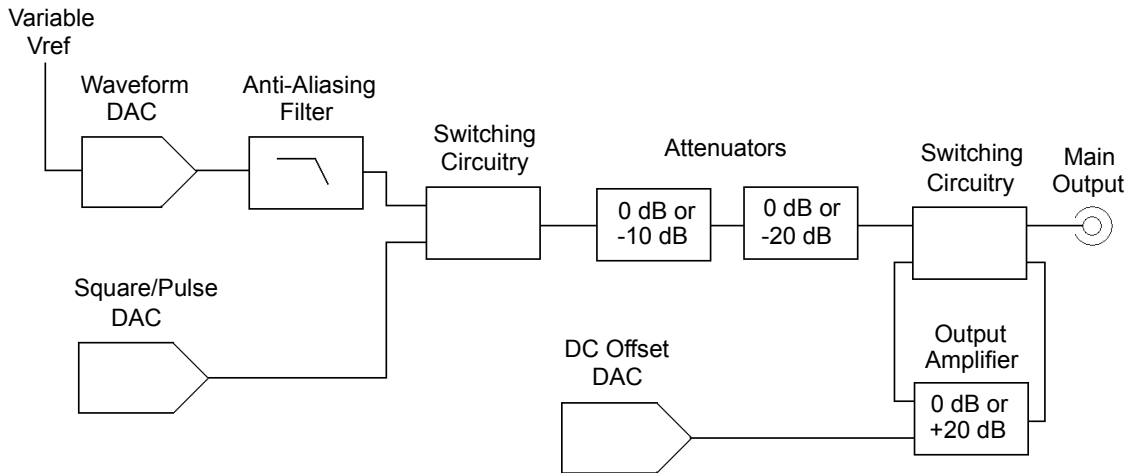 Variable
Vref
Waveform
DAC
Anti-Aliasing
Filter
Switching
Circuitry
Attenuators
Switching
Circuitry
Main
Output
0 dB or
-10 dB
0 dB or
-20 dB
Square/Pulse
DAC
DC Offset
DAC
Output
Amplifier
0 dB or
+20 dB